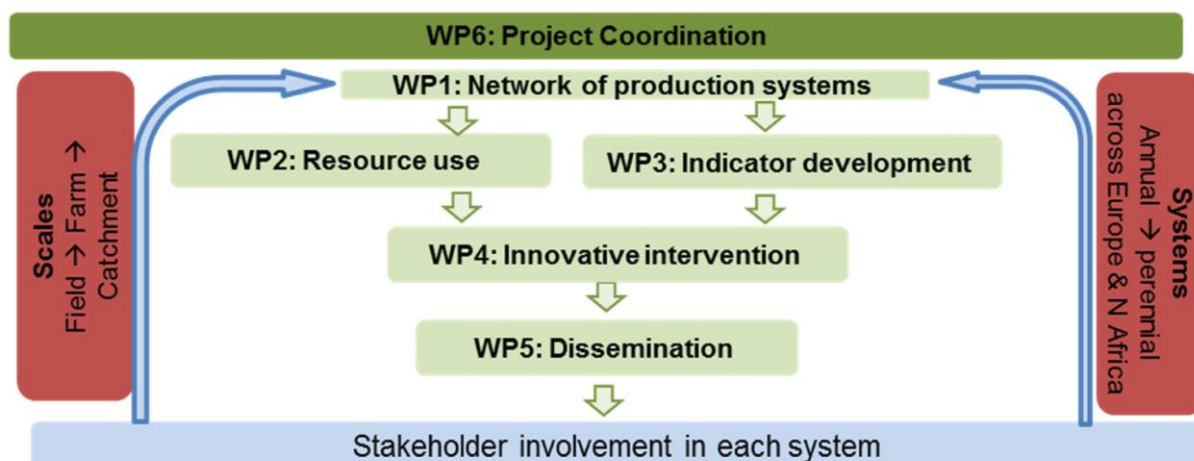 WP6: Project Coordination
WP1: Network of production systems
WP2: Resource use
WP3: Indicator development
WP4: Innovative intervention
WP5: Dissemination
Stakeholder involvement in each system
Scales
Field → Farm →
Catchment
Systems
Annual → perennial
across Europe & N Africa